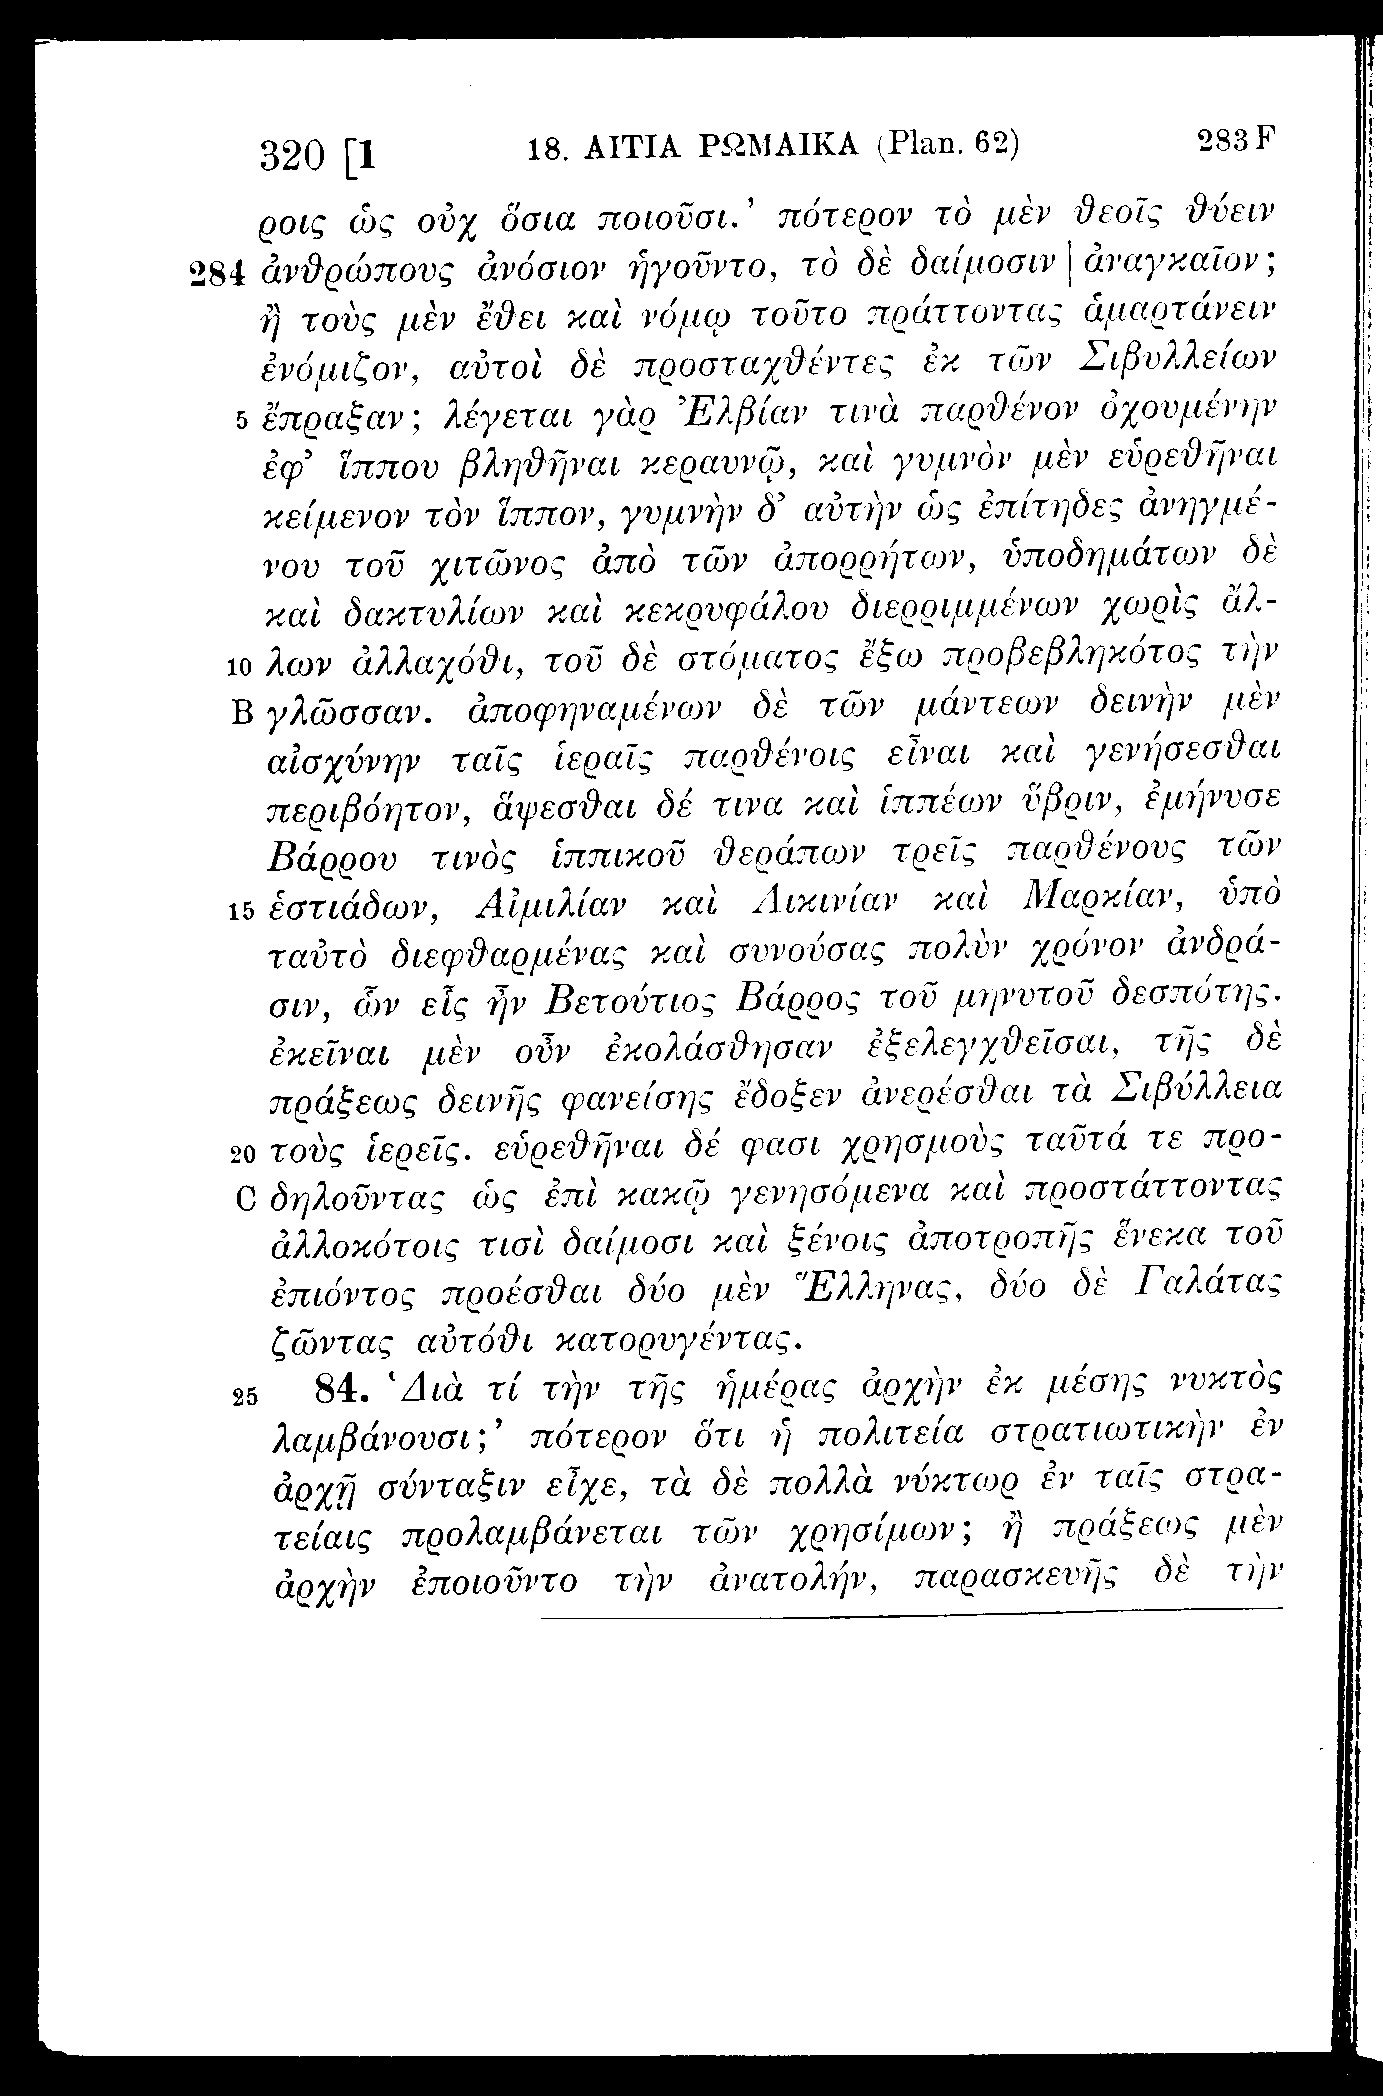 320 [1 18. ΑΙΤΙΑ ΡΩΜΑΙΚΑ (Plan. 62) 283 F
ροις ὡς οὐχ ὅσια ποιοῦσι.’ πότερον τὸ μὲν θεοῖς θύειν
284 ἀνθρώπους ἀνόσιον ἡγοῦντο, τὸ δὲ δαίμοσιν | ἀναγκαῖον;
ἢ τοὺς μὲν ἔθει καὶ νόμῳ τοῦτο πράττοντας ἁμαρτάνειν
ἐνόμιζον, αὐτοὶ δὲ προσταχθέντες ἐκ τῶν Σιβυλλείων
5 ἔπραξαν; λέγεται γὰρ Ἐλβίαν τινὰ παρθένον ὀχουμένην
ἐφ’ ἵππου βληθῆναι κεραυνῷ, καὶ γυμνὸν μὲν εὑρεθῆναι
κείμενον τὸν ἵππον, γυμνὴν δ’ αὐτὴν ὡς ἐπίτηδες ἀνηγμέ-
νου τοῦ χιτῶνος ἀπὸ τῶν ἀπορρήτων, ὑποδημάτων δὲ
καὶ δακτυλίων καὶ κεκρυφάλου διερριμμένων χωρὶς ἄλ-
10 λων ἀλλαχόθι, τοῦ δὲ στόματος ἔξω προβεβληκότος τὴν
B γλῶσσαν. ἀποφηναμένων δὲ τῶν μάντεων δεινὴν μὲν
αἰσχύνην ταῖς ἱεραῖς παρθένοις εἶναι καὶ γενήσεσθαι
περιβόητον, ἅψεσθαι δέ τινα καὶ ἱππέων ὕβριν, ἐμήνυσε
Βάρρου τινὸς ἱππικοῦ θεράπων τρεῖς παρθένους τῶν
15 ἑστιάδων, Αἰμιλίαν καὶ Λικινίαν καὶ Μαρκίαν, ὑπὸ
ταὐτὸ διεφθαρμένας καὶ συνούσας πολὺν χρόνον ἀνδρά-
σιν, ὧν εἷς ἦν Βετούτιος Βάρρος τοῦ μηνυτοῦ δεσπότης.
ἐκεῖναι μὲν οὖν ἐκολάσθησαν ἐξελεγχθεῖσαι, τῆς δὲ
πράξεως δεινῆς φανείσης ἔδοξεν ἀνερέσθαι τὰ Σιβύλλεια
20 τοὺς ἱερεῖς. εὑρεθῆναι δέ φασι χρησμοὺς ταῦτά τε προ-
C δηλοῦντας ὡς ἐπὶ κακῷ γενησόμενα καὶ προστάττοντας
ἀλλοκότοις τισὶ δαίμοσι καὶ ξένοις ἀποτροπῆς ἕνεκα τοῦ
ἐπιόντος προέσθαι δύο μὲν Ἕλληνας, δύο δὲ Γαλάτας
ζῶντας αὐτόθι κατορυγέντας.
25 84. ‘Διὰ τί τὴν τῆς ἡμέρας ἀρχὴν ἐκ μέσης νυκτὸς
λαμβάνουσι;’ πότερον ὅτι ἡ πολιτεία στρατιωτικὴν ἐν
ἀρχῇ σύνταξιν εἶχε, τὰ δὲ πολλὰ νύκτωρ ἐν ταῖς στρα-
τείαις προλαμβάνεται τῶν χρησίμων; ἢ πράξεως μὲν
ἀρχὴν ἐποιοῦντο τὴν ἀνατολήν, παρασκευῆς δὲ τὴν